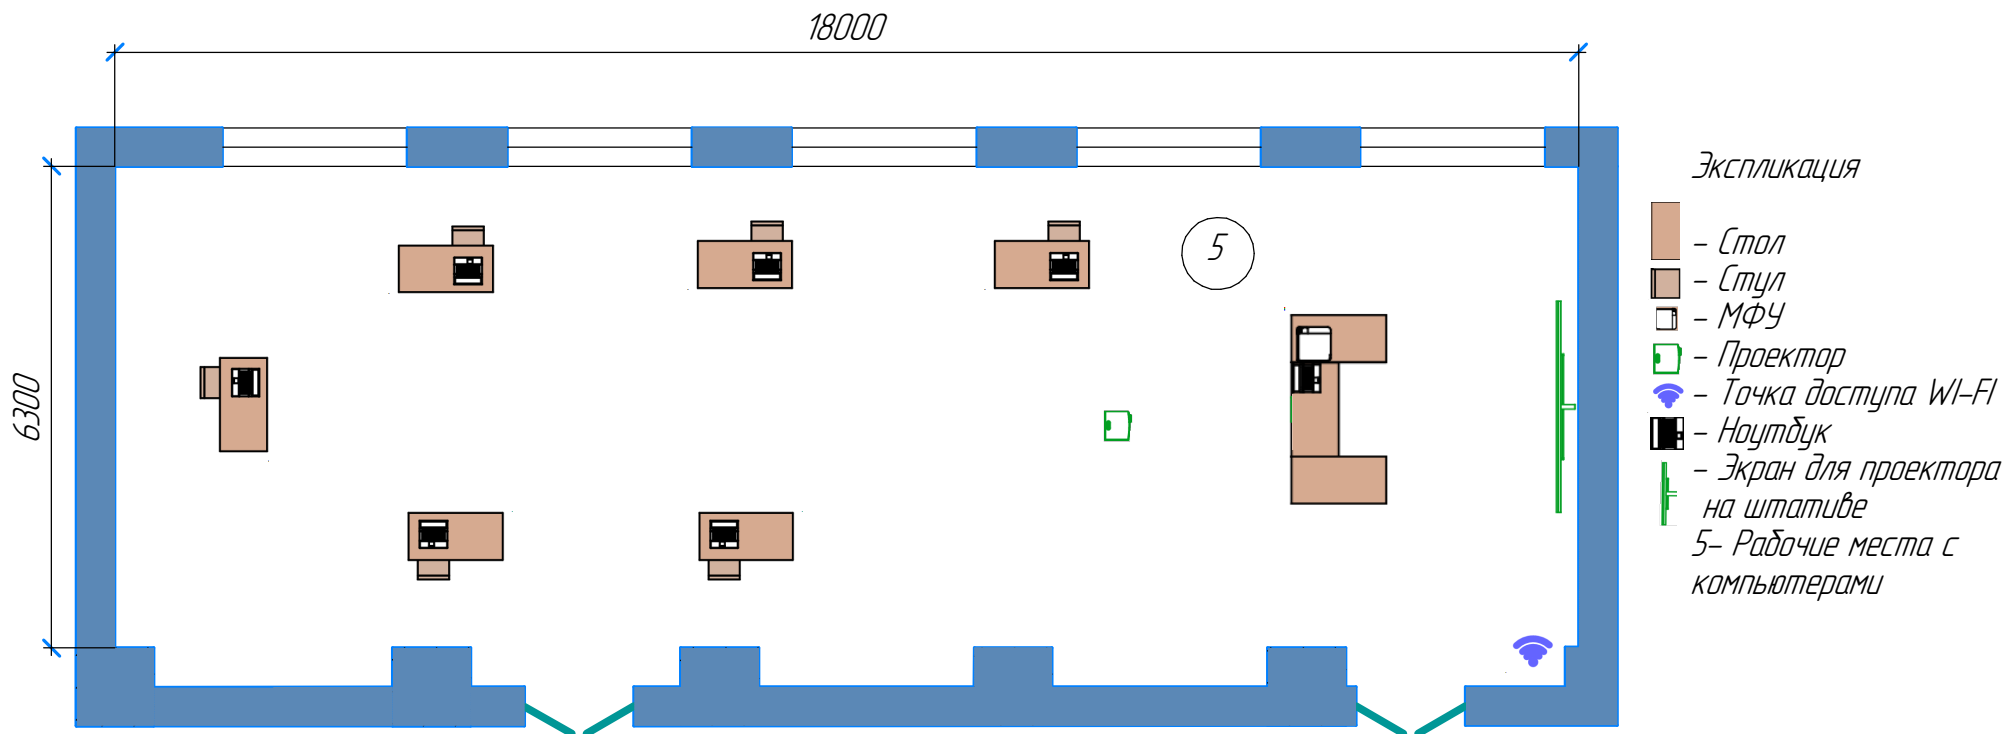 18000
6300
5
Экспликация
- Стол
- Стул
- МФУ
- Проектор
- Точка доступа WI-FI
- Ноутбук
- Экран для проектора
на штативе
5- Рабочие места с
компьютерами